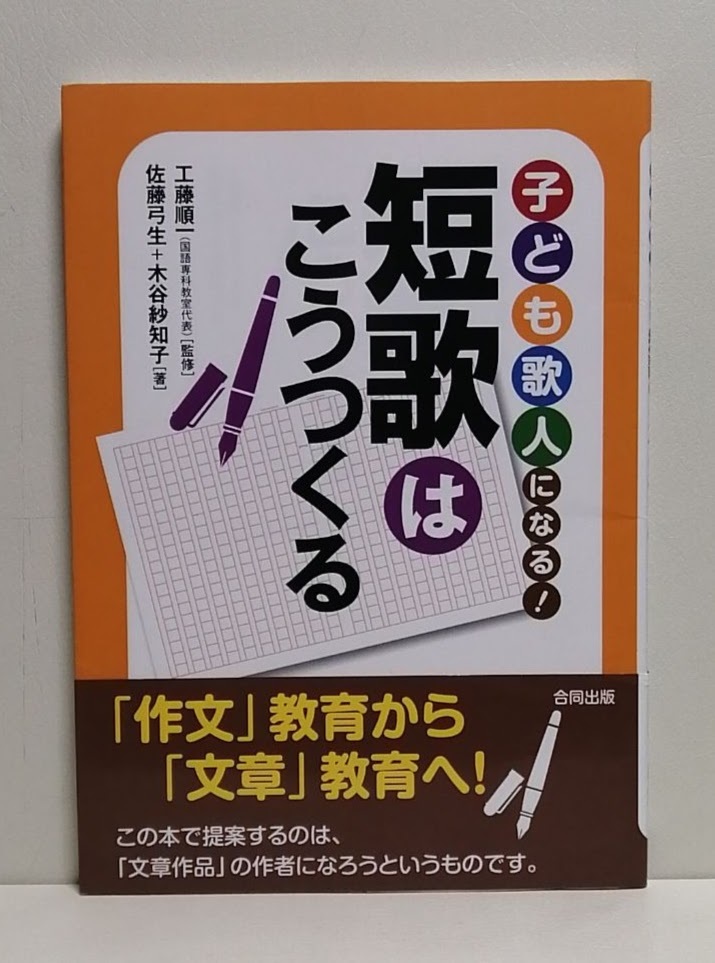 子ども歌人になる！
短歌は
こうつくる
工藤順一（国語専科教室代表）［監修］
佐藤弓生＋木谷紗知子［著］
合同出版
「作文」教育から
「文章」教育へ！
この本で提案するのは、
「文章作品」の作者になろうというものです。